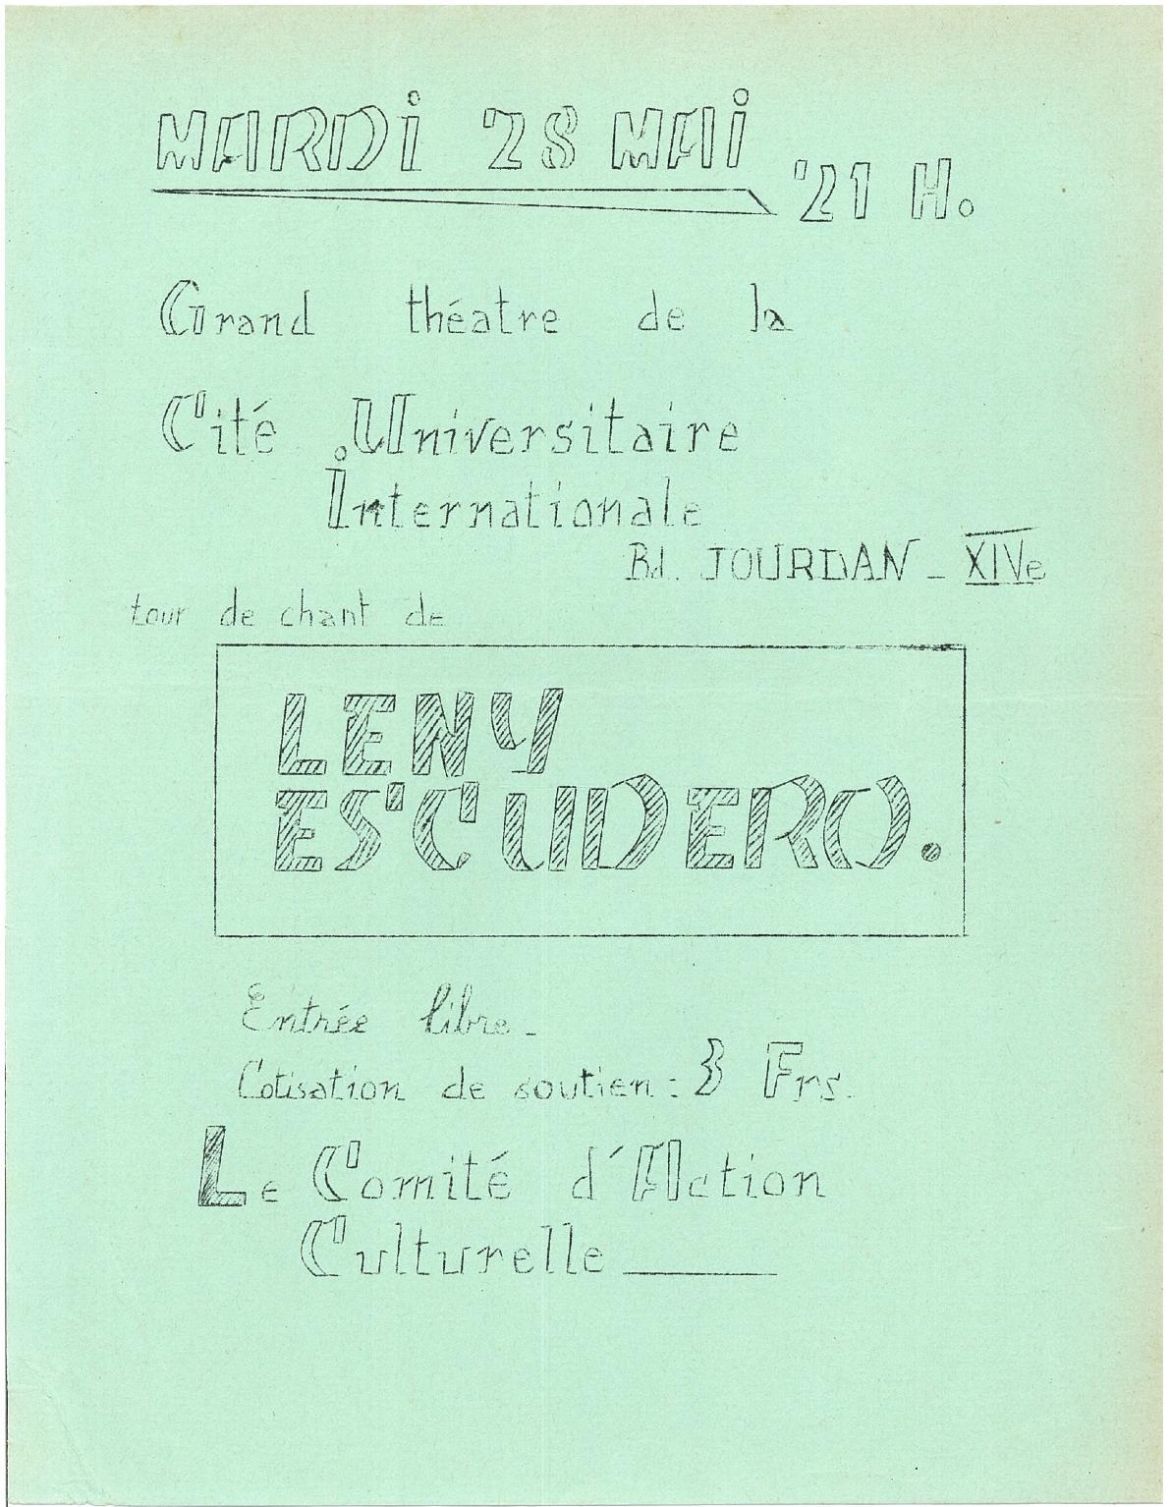 MARDi 28 MAi
21 H.
Grand théatre de la
Cité Universitaire
Internationale
Bd. JOURDAN - XIVe
tour de chant de
LENY
ESCUDERO.
Entrée libre -
Cotisation de soutien : 3 Frs.
Le Comité d'Action
Culturelle